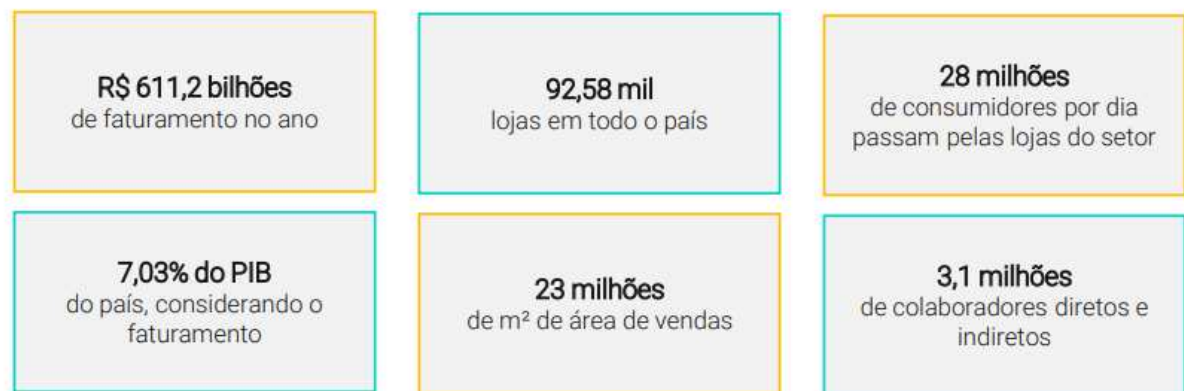 R$ 611,2 bilhões
de faturamento no ano
92,58 mil
lojas em todo o país
28 milhões
de consumidores por dia
passam pelas lojas do setor
7,03% do PIB
do país, considerando o
faturamento
23 milhões
de m² de área de vendas
3,1 milhões
de colaboradores diretos e
indiretos